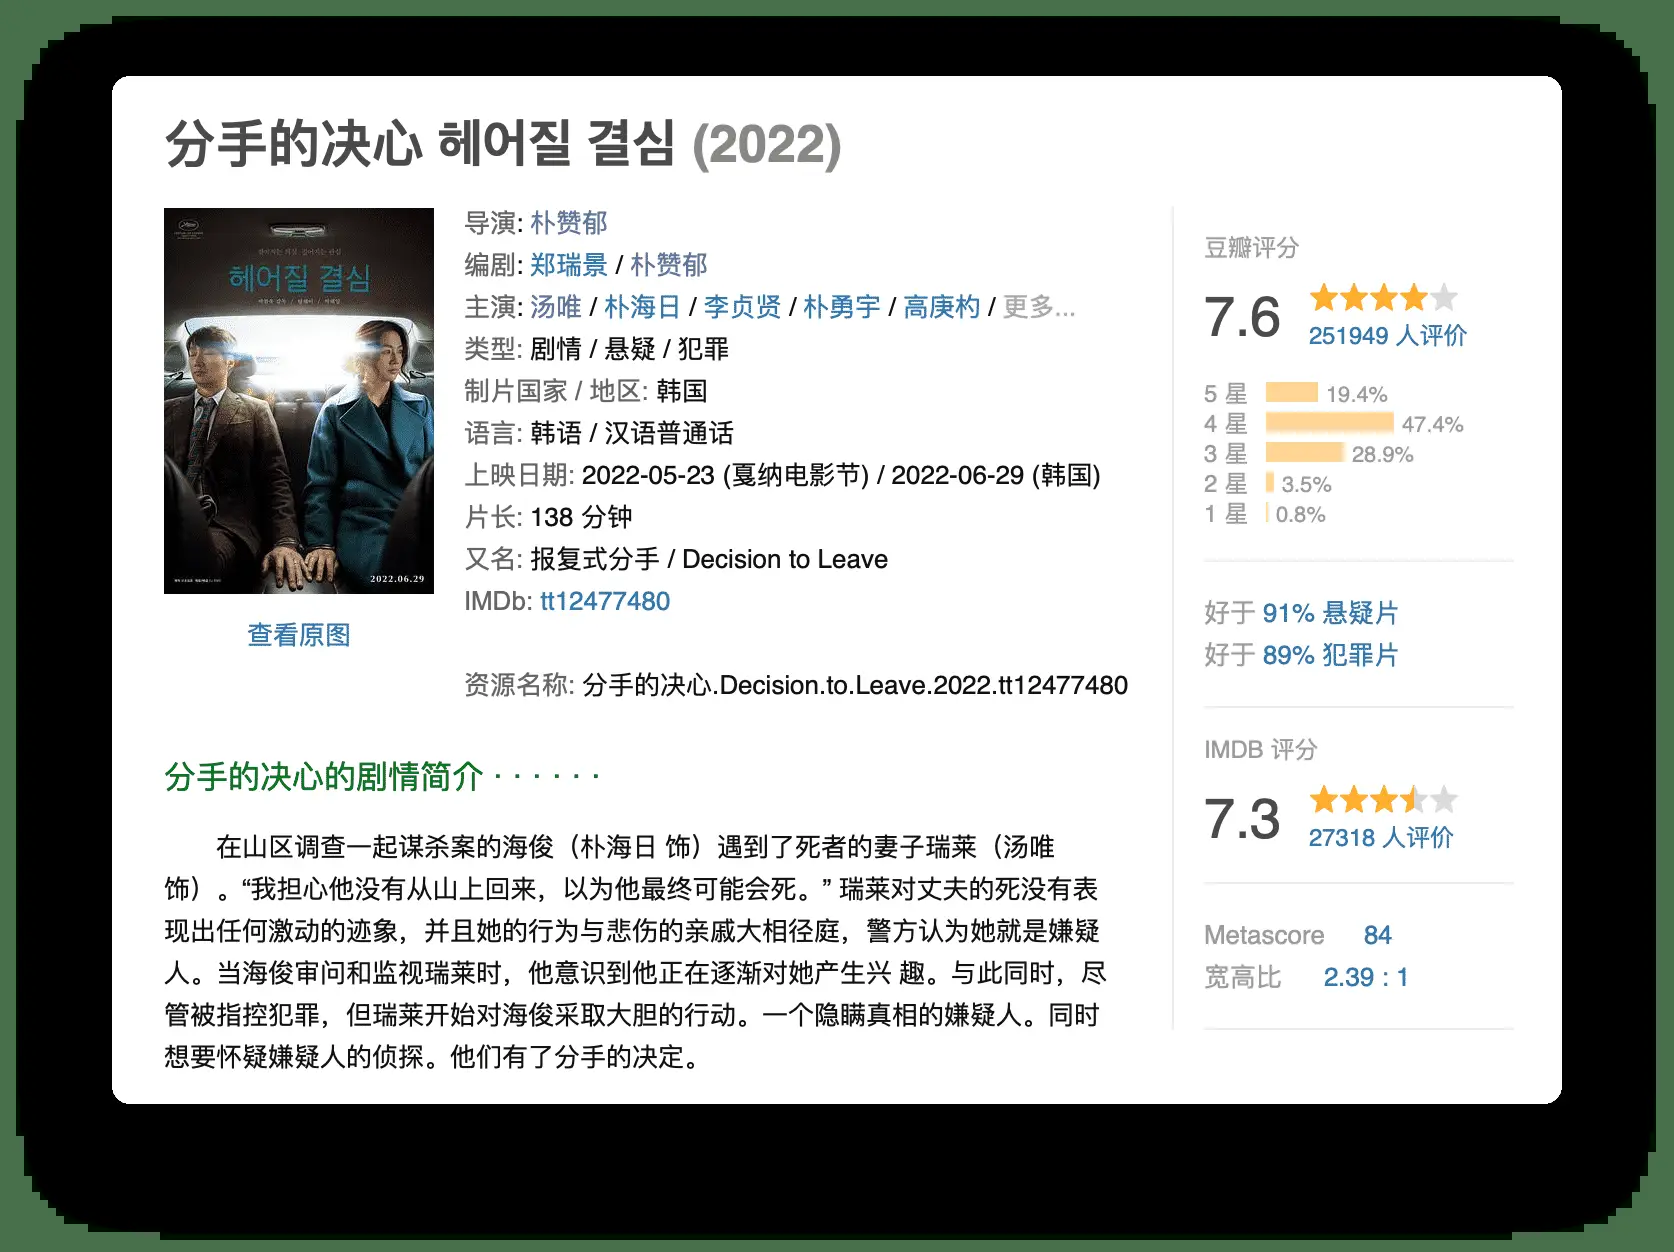 分手的决心 헤어질 결심 (2022)
헤어질 결심
2022.06.29
查看原图
导演: 朴赞郁
编剧: 郑瑞景 / 朴赞郁
主演: 汤唯 / 朴海日 / 李贞贤 / 朴勇宇 / 高庚杓 / 更多...
类型: 剧情 / 悬疑 / 犯罪
制片国家 / 地区: 韩国
语言: 韩语 / 汉语普通话
上映日期: 2022-05-23 (戛纳电影节) / 2022-06-29 (韩国)
片长: 138 分钟
又名: 报复式分手 / Decision to Leave
IMDb: tt12477480
资源名称: 分手的决心.Decision.to.Leave.2022.tt12477480
分手的决心的剧情简介 · · · · · ·
在山区调查一起谋杀案的海俊（朴海日 饰）遇到了死者的妻子瑞莱（汤唯
饰）。“我担心他没有从山上回来，以为他最终可能会死。” 瑞莱对丈夫的死没有表
现出任何激动的迹象，并且她的行为与悲伤的亲戚大相径庭，警方认为她就是嫌疑
人。当海俊审问和监视瑞莱时，他意识到他正在逐渐对她产生兴 趣。与此同时，尽
管被指控犯罪，但瑞莱开始对海俊采取大胆的行动。一个隐瞒真相的嫌疑人。同时
想要怀疑嫌疑人的侦探。他们有了分手的决定。
豆瓣评分
7.6
251949 人评价
5 星 19.4%
4 星 47.4%
3 星 28.9%
2 星 3.5%
1 星 0.8%
好于 91% 悬疑片
好于 89% 犯罪片
IMDB 评分
7.3
27318 人评价
Metascore 84
宽高比 2.39 : 1